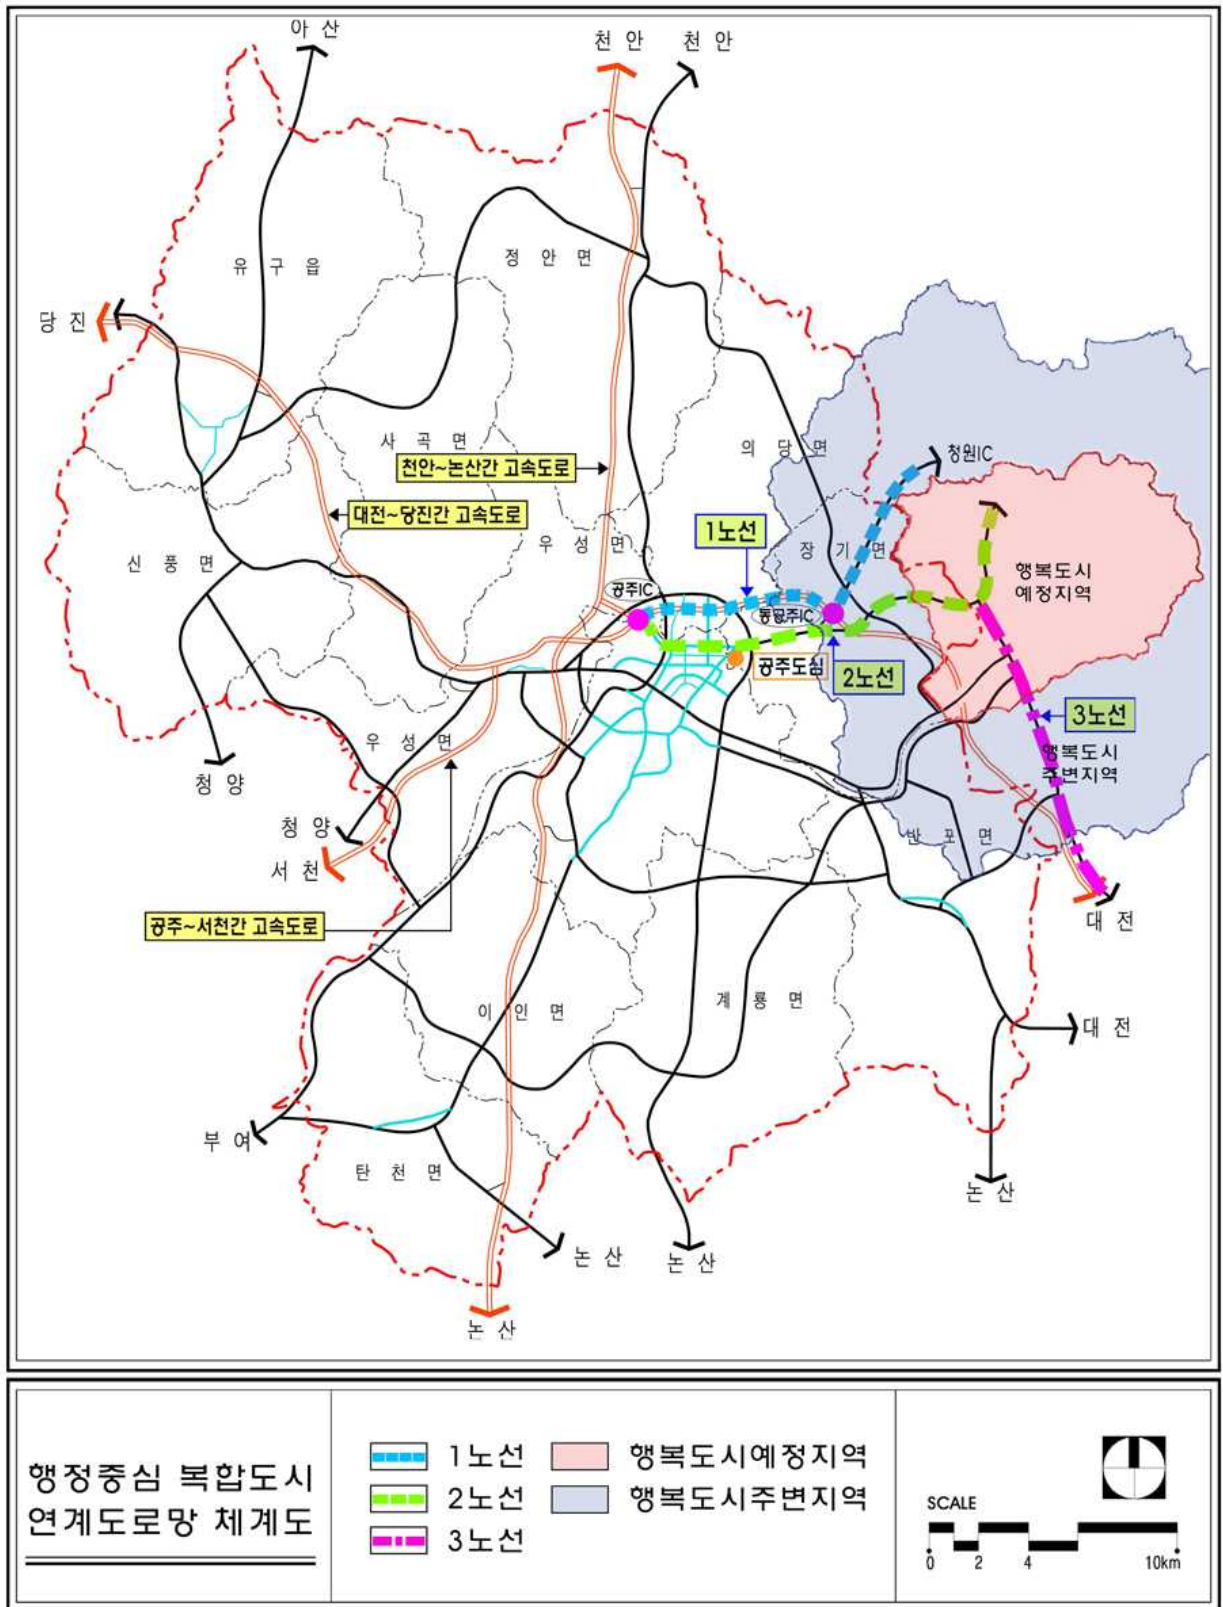 아 산
천 안
천 안
유 구 읍
정 안 면
당 진
사 곡 면
의 당 면
청원IC
천안~논산간 고속도로
대전~당진간 고속도로
1노선
우 성 면
장 기 면
신 풍 면
행복도시
예정지역
공주IC
동공주IC
공주도심
2노선
3노선
우 성 면
행복도시
주변지역
청 양
청 양
반 포 면
서 천
공주~서천간 고속도로
대 전
이 인 면
계 룡 면
대 전
부 여
탄 천 면
논 산
논 산
논 산
논 산
행정중심 복합도시
연계도로망 체계도
1노선
2노선
3노선
행복도시예정지역
행복도시주변지역
SCALE
0 2 4 10km